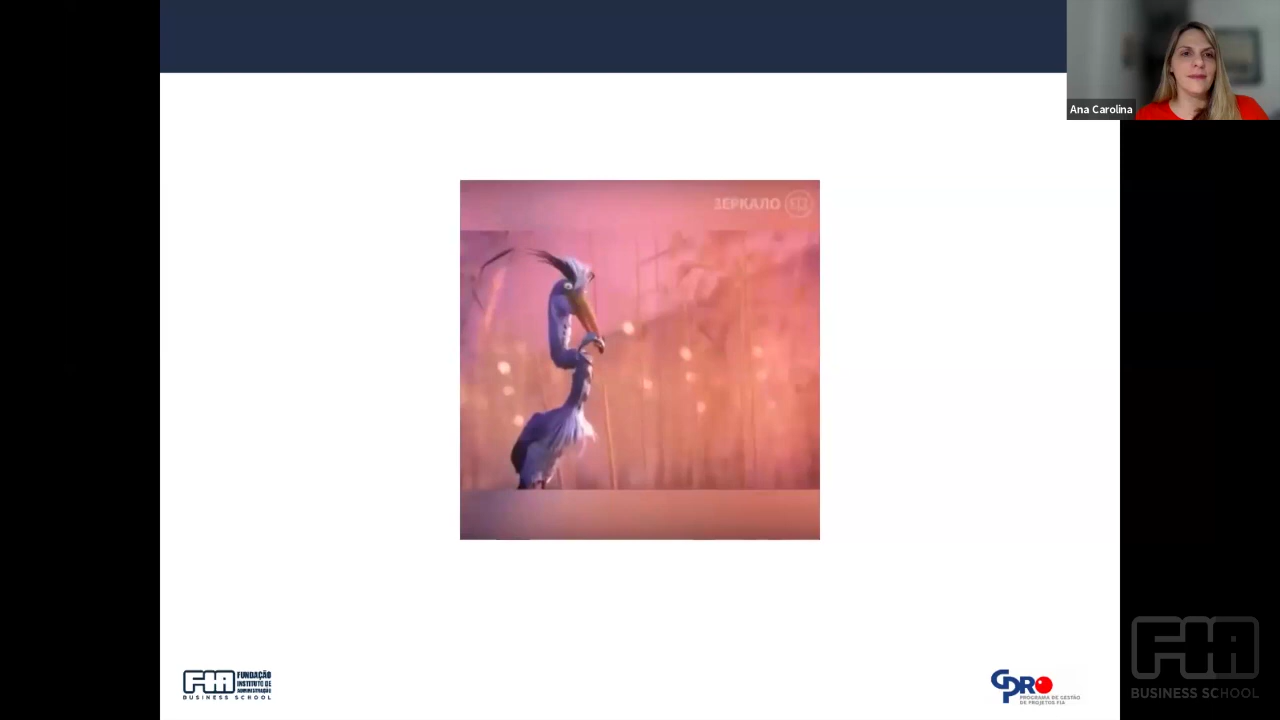 Ana Carolina
ЗЕРКАЛО
FIA
FUNDAÇÃO
INSTITUTO DE
ADMINISTRAÇÃO
BUSINESS SCHOOL
GPRO
PROGRAMA DE GESTÃO
DE PROJETOS FIA
FIA
BUSINESS SCHOOL